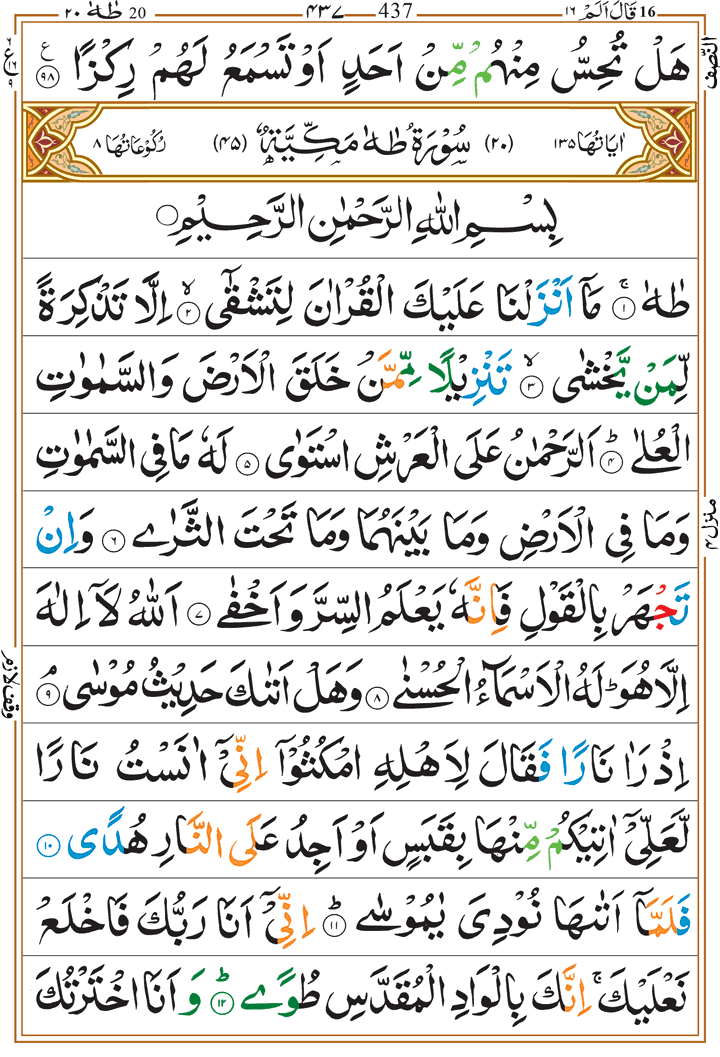 16 قَالَ اَلَمْ ١٦ 437 ٤٣٧ 20 طٰهٰ ٢٠
النّصف
هَلْ تُحِسُّ مِنْهُمْ مِّنْ اَحَدٍ اَوْ تَسْمَعُ لَهُمْ رِكْزًا ﴿٩٨﴾ ع
اٰيَاتُهَا ١٣٥ (٢٠) سُوْرَةُ طٰهٰ مَكِّيَّةٌ (٤٥) رُكُوْعَاتُهَا ٨
بِسْمِ اللّٰهِ الرَّحْمٰنِ الرَّحِيْمِ
طٰهٰ ﴿١﴾ۚ مَاۤ اَنْزَلْنَا عَلَيْكَ الْقُرْاٰنَ لِتَشْقٰٓى ﴿٢﴾ۙ اِلَّا تَذْكِرَةً
لِّمَنْ يَّخْشٰى ﴿٣﴾ۙ تَنْزِيْلًا مِّمَّنْ خَلَقَ الْاَرْضَ وَالسَّمٰوٰتِ
الْعُلٰى ﴿٤﴾ؕ اَلرَّحْمٰنُ عَلَى الْعَرْشِ اسْتَوٰى ﴿٥﴾ لَهٗ مَا فِى السَّمٰوٰتِ
وَمَا فِى الْاَرْضِ وَمَا بَيْنَهُمَا وَمَا تَحْتَ الثَّرٰى ﴿٦﴾ وَاِنْ
تَجْهَرْ بِالْقَوْلِ فَاِنَّهٗ يَعْلَمُ السِّرَّ وَاَخْفٰى ﴿٧﴾ اَللّٰهُ لَاۤ اِلٰهَ
اِلَّا هُوَ ؕ لَهُ الْاَسْمَآءُ الْحُسْنٰى ﴿٨﴾ وَهَلْ اَتٰىكَ حَدِيْثُ مُوْسٰى ﴿٩﴾ۘ
اِذْ رَاٰ نَارًا فَقَالَ لِاَهْلِهِ امْكُثُوْۤا اِنِّىْۤ اٰنَسْتُ نَارًا
لَّعَلِّىْۤ اٰتِيْكُمْ مِّنْهَا بِقَبَسٍ اَوْ اَجِدُ عَلَى النَّارِ هُدًى ﴿١٠﴾
فَلَمَّاۤ اَتٰىهَا نُوْدِىَ يٰمُوْسٰى ﴿١١﴾ؕ اِنِّىْۤ اَنَا رَبُّكَ فَاخْلَعْ
نَعْلَيْكَ ۚ اِنَّكَ بِالْوَادِ الْمُقَدَّسِ طُوًى ﴿١٢﴾ؕ وَاَنَا اخْتَرْتُكَ
منزل ٤
وقف لازم